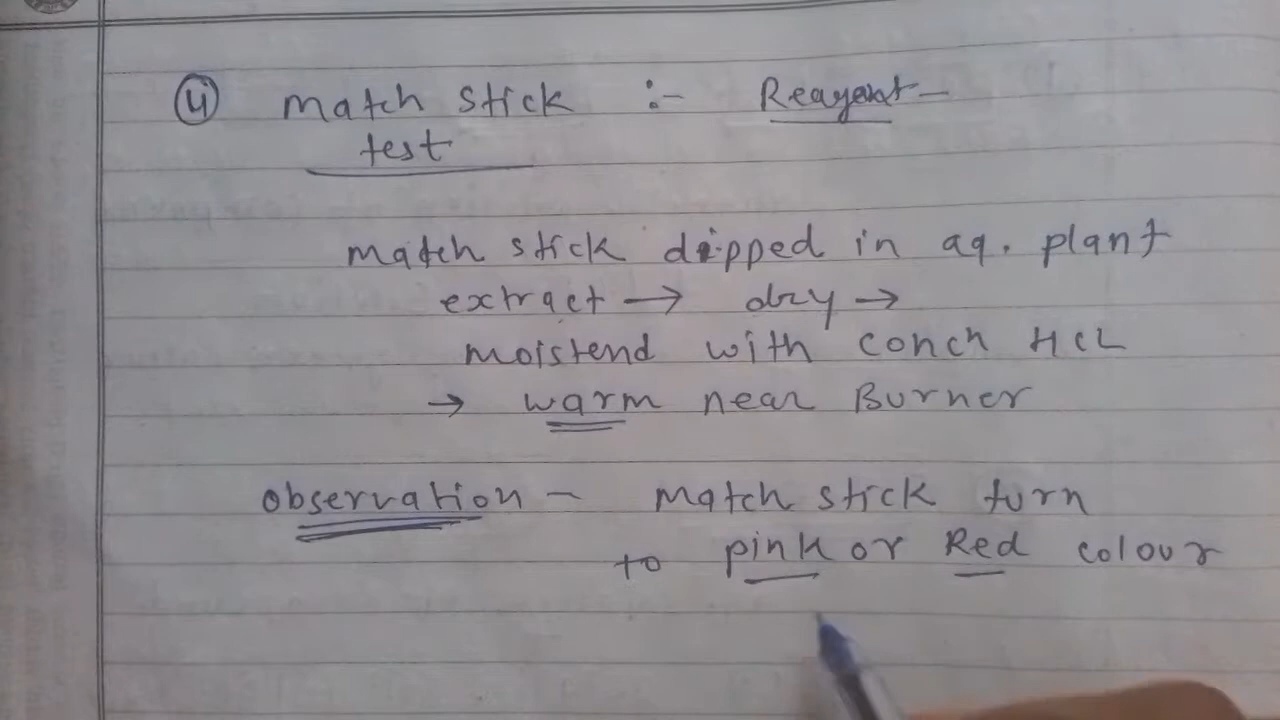 ④ Match stick :- Reagent-
test
Match stick dipped in aq. plant
extract → dry →
moistend with conch HCL
→ warm near Burner
observation - Match stick turn
to pink or Red colour